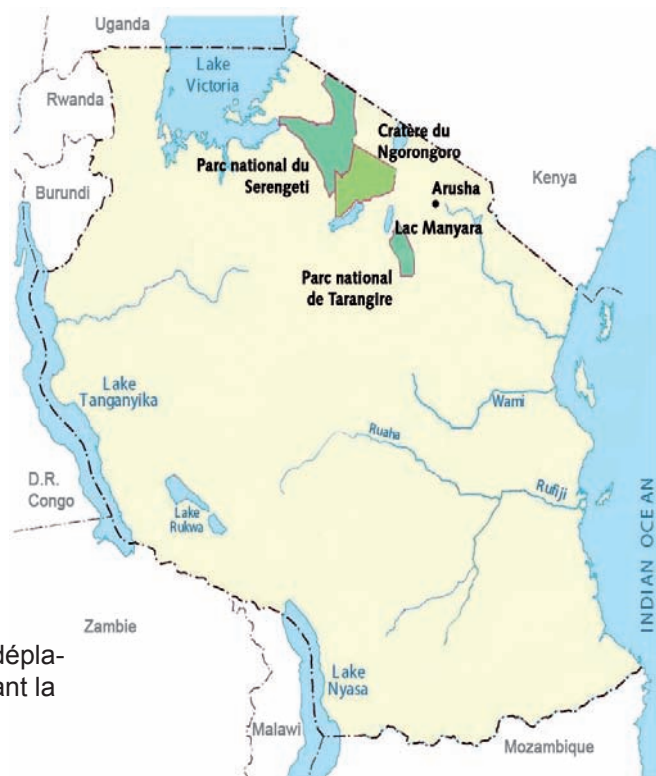 Uganda
Lake
Victoria
Rwanda
Cratère du
Ngorongoro
Parc national du
Serengeti
Kenya
Burundi
Arusha
Lac Manyara
Parc national
de Tarangire
Lake
Tanganyika
Wami
Ruaha
D.R.
Congo
Rufiji
Lake
Rukwa
INDIAN OCEAN
Zambie
dépla-
ant la
Lake
Nyasa
Malawi
Mozambique